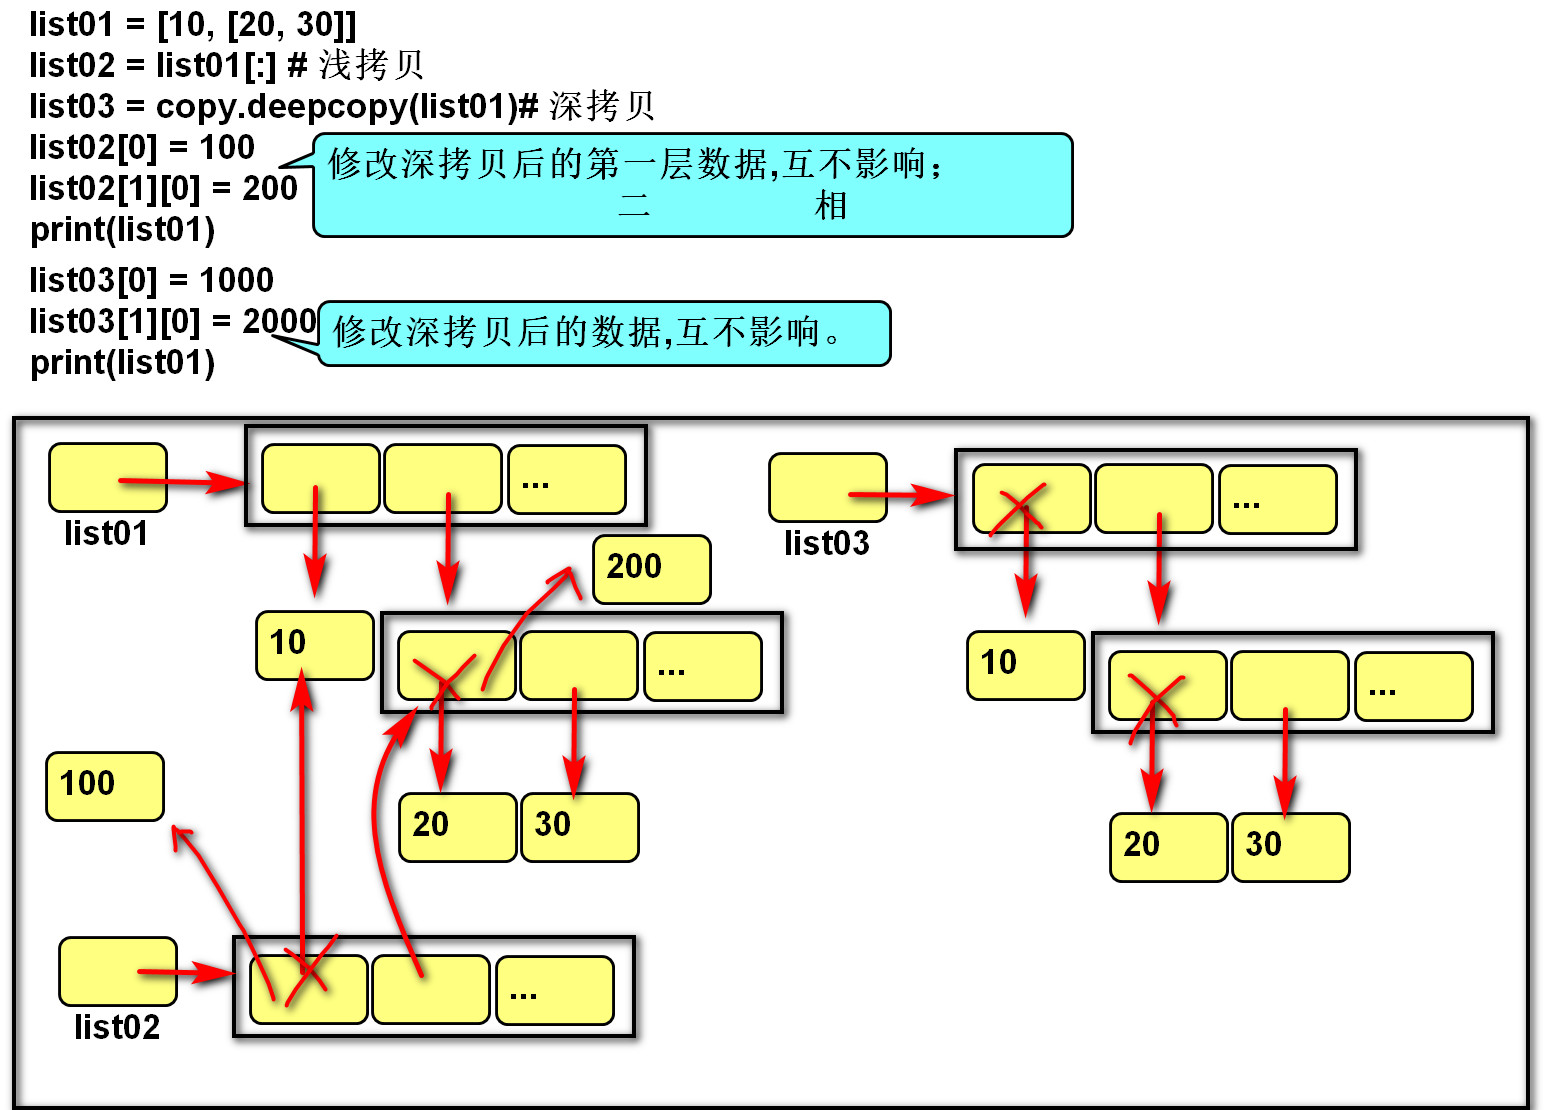 list01 = [10, [20, 30]]
list02 = list01[:] # 浅拷贝
list03 = copy.deepcopy(list01)# 深拷贝
list02[0] = 100
list02[1][0] = 200
print(list01)
修改深拷贝后的第一层数据,互不影响；
二 相
list03[0] = 1000
list03[1][0] = 2000
print(list01)
修改深拷贝后的数据,互不影响。
...
list01
10
200
...
20
30
100
...
list02
...
list03
10
...
20
30